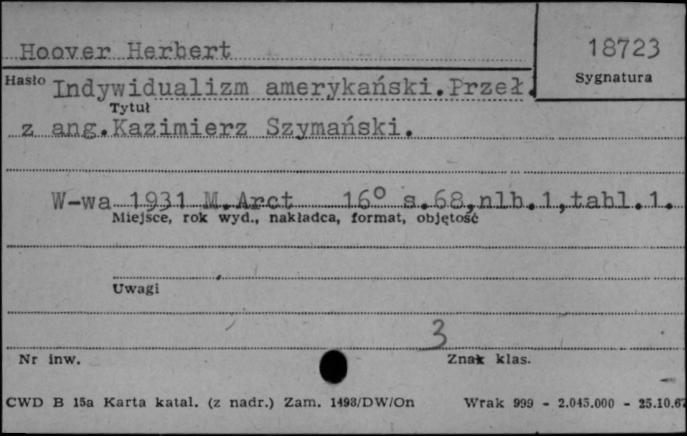 Hoover Herbert
18723
Sygnatura
Hasło Indywidualizm amerykański. Przeł.
Tytuł
z ang. Kazimierz Szymański.
W-wa 1931 M. Arct 16° s. 68, nlb. 1, tabl. 1.
Miejsce, rok wyd., nakładca, format, objętość
Uwagi
3
Nr inw.
Znak klas.
CWD B 15a Karta katal. (z nadr.) Zam. 1493/DW/On Wrak 999 - 2.045.000 - 25.10.67